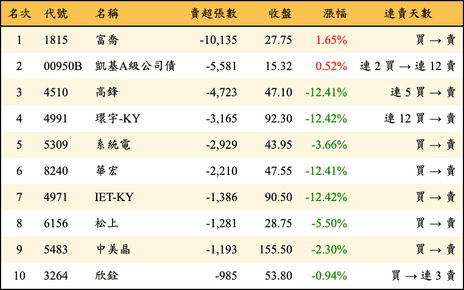 名次 代號 名稱 賣超張數 收盤 漲幅 連賣天數
1 1815 富喬 -10,135 27.75 1.65% 買 → 賣
2 00950B 凱基A級公司債 -5,581 15.32 0.52% 連 2 買 → 連 12 賣
3 4510 高鋒 -4,723 47.10 -12.41% 連 5 買 → 賣
4 4991 環宇-KY -3,165 92.30 -12.42% 連 12 買 → 賣
5 5309 系統電 -2,929 43.95 -3.66% 買 → 賣
6 8240 華宏 -2,210 47.55 -12.41% 買 → 賣
7 4971 IET-KY -1,386 90.50 -12.42% 買 → 賣
8 6156 松上 -1,281 28.75 -5.50% 買 → 賣
9 5483 中美晶 -1,193 155.50 -2.30% 買 → 賣
10 3264 欣銓 -985 53.80 -0.94% 買 → 連 3 賣